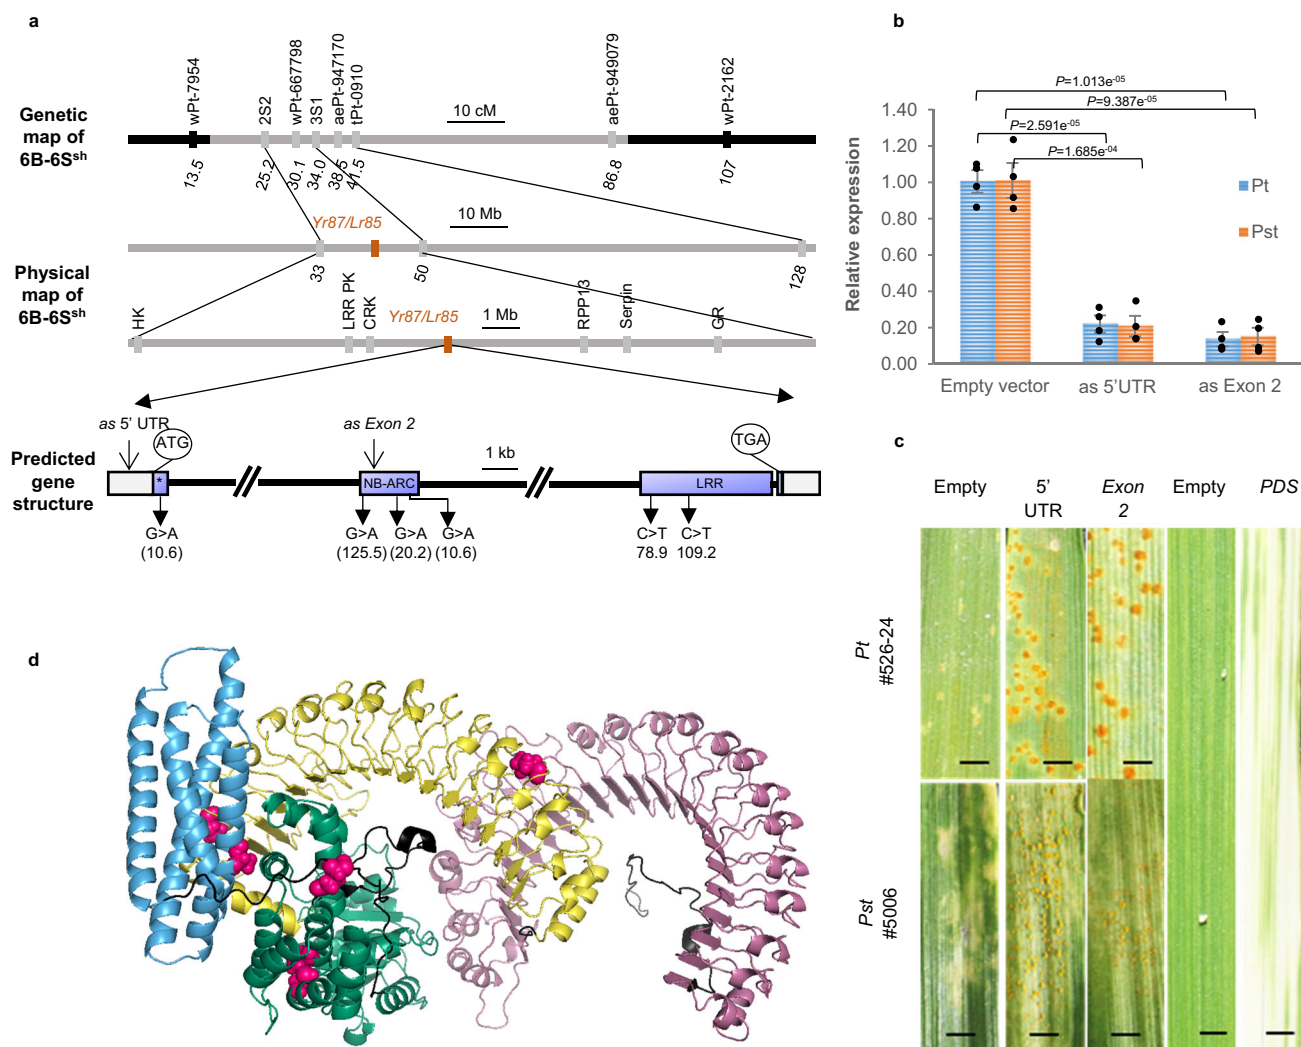 a
Genetic map of 6B-6Sˢʰ
wPt-7954
2S2
wPt-667798
3S1
aePt-947170
tPt-0910
10 cM
aePt-949079
wPt-2162
13.5
25.2
30.1
34.0
38.5
41.5
86.8
107
Yr87/Lr85
10 Mb
33
50
128
Physical map of 6B-6Sˢʰ
HK
LRR PK
CRK
Yr87/Lr85
1 Mb
RPP13
Serpin
GR
as 5' UTR
ATG
as Exon 2
1 kb
TGA
Predicted gene structure
*
NB-ARC
LRR
G>A
(10.6)
G>A
(125.5)
G>A
(20.2)
G>A
(10.6)
C>T
78.9
C>T
109.2
b
P=1.013e⁻⁰⁵
P=9.387e⁻⁰⁵
P=2.591e⁻⁰⁵
P=1.685e⁻⁰⁴
Relative expression
1.40
1.20
1.00
0.80
0.60
0.40
0.20
0.00
Empty vector
as 5'UTR
as Exon 2
Pt
Pst
c
Empty
5' UTR
Exon 2
Empty
PDS
Pt #526-24
Pst #5006
d